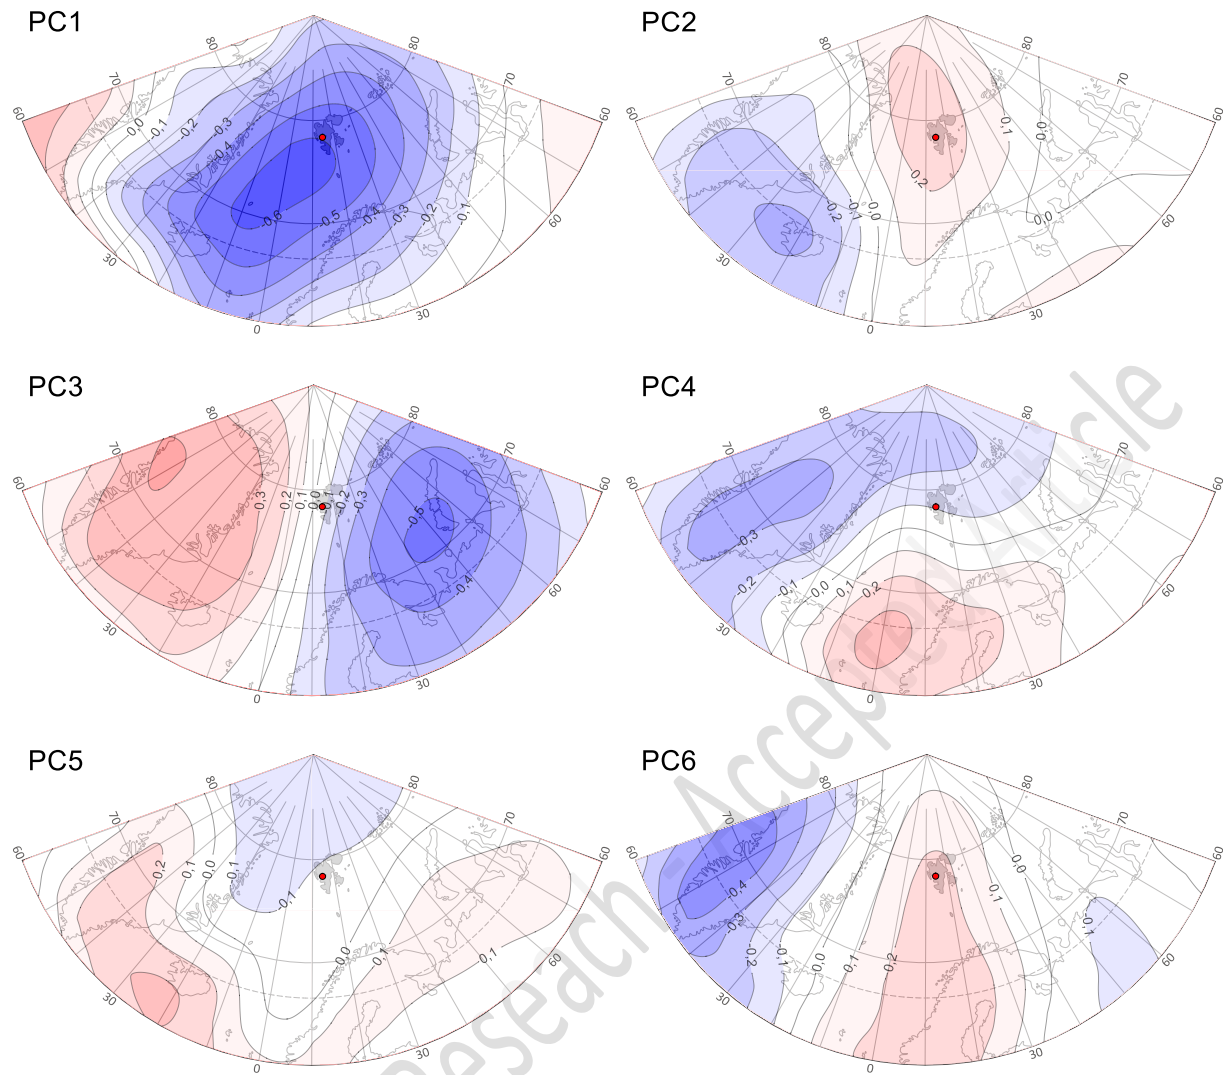 PC1
PC2
80 80 80 80
70 70 70 70
60 60 60 60
-0,0 -0,1 -0,2 -0,3 -0,4
-0,6 -0,5 -0,4 -0,3 -0,2 -0,1
-0,2 -0,1 -0,0 0,2 0,1 0,0 0,0
30 0 30 60
30 0 30 60
PC3
PC4
80 80 80 80
70 70 70 70
60 60 60 60
0,3 0,2 0,1 0,0 -0,1 -0,2 -0,3
-0,5 -0,4
-0,3 -0,2 -0,1 -0,0 0,1 0,2
30 0 30 60
30 0 30 60
PC5
PC6
80 80 80 80
70 70 70 70
60 60 60 60
0,2 0,1 0,0 -0,1 -0,1 -0,0 0,1 0,1
-0,4 -0,3 -0,2 -0,1 0,0 0,1 0,2 0,1 0,0 -0,1
30 0 30 60
30 0 30 60
Reseach - Accepted Article